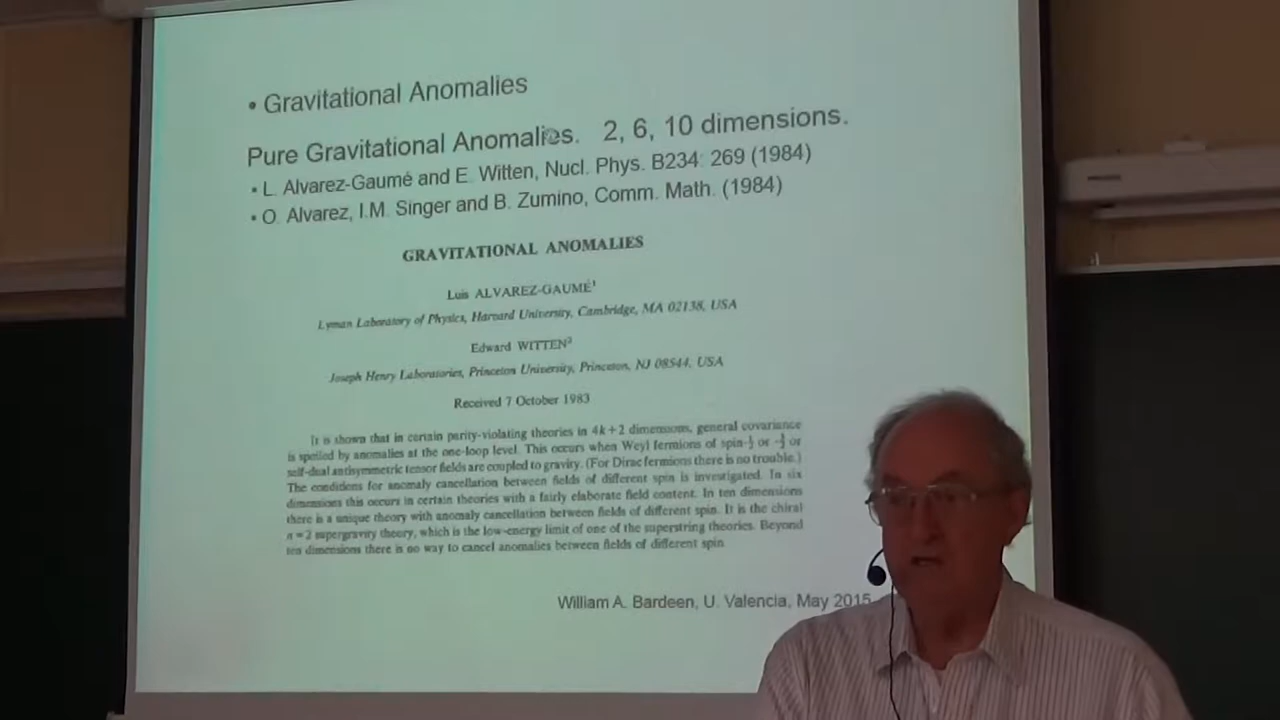 • Gravitational Anomalies
Pure Gravitational Anomalies. 2, 6, 10 dimensions.
• L. Alvarez-Gaumé and E. Witten, Nucl. Phys. B234: 269 (1984)
• O. Alvarez, I.M. Singer and B. Zumino, Comm. Math. (1984)
GRAVITATIONAL ANOMALIES
Luis ALVAREZ-GAUMÉ¹
Lyman Laboratory of Physics, Harvard University, Cambridge, MA 02138, USA
Edward WITTEN²
Joseph Henry Laboratories, Princeton University, Princeton, NJ 08544, USA
Received 7 October 1983
It is shown that in certain parity-violating theories in 4k + 2 dimensions, general covariance
is spoiled by anomalies at the one-loop level. This occurs when Weyl fermions of spin-½ or -3/2 or
self-dual antisymmetric tensor fields are coupled to gravity. (For Dirac fermions there is no trouble.)
The conditions for anomaly cancellation between fields of different spin is investigated. In six
dimensions this occurs in certain theories with a fairly elaborate field content. In ten dimensions
there is a unique theory with anomaly cancellation between fields of different spin. It is the chiral
n = 2 supergravity theory, which is the low-energy limit of one of the superstring theories. Beyond
ten dimensions there is no way to cancel anomalies between fields of different spin.
William A. Bardeen, U. Valencia, May 2015